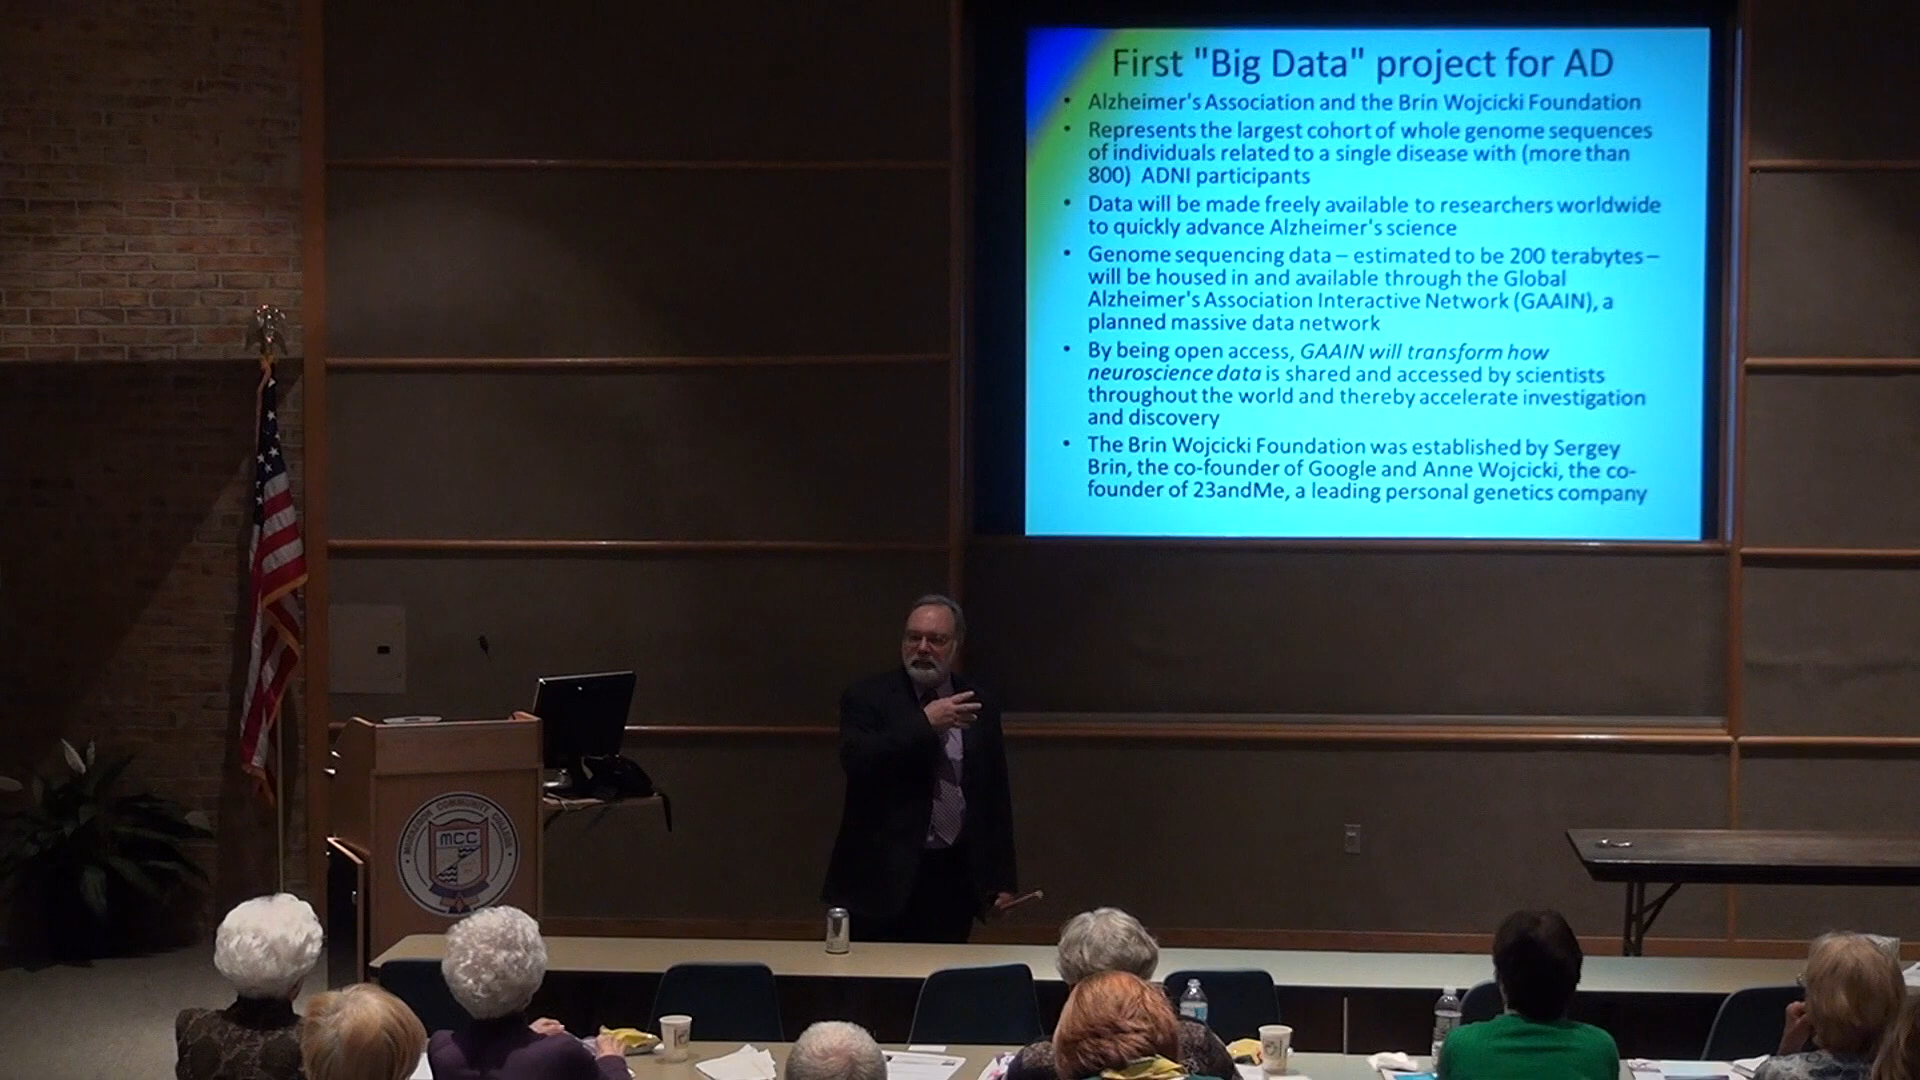 First "Big Data" project for AD
• Alzheimer's Association and the Brin Wojcicki Foundation
• Represents the largest cohort of whole genome sequences
of individuals related to a single disease with (more than
800) ADNI participants
• Data will be made freely available to researchers worldwide
to quickly advance Alzheimer's science
• Genome sequencing data – estimated to be 200 terabytes –
will be housed in and available through the Global
Alzheimer's Association Interactive Network (GAAIN), a
planned massive data network
• By being open access, GAAIN will transform how
neuroscience data is shared and accessed by scientists
throughout the world and thereby accelerate investigation
and discovery
• The Brin Wojcicki Foundation was established by Sergey
Brin, the co-founder of Google and Anne Wojcicki, the co-
founder of 23andMe, a leading personal genetics company
MUSKEGON COMMUNITY COLLEGE
MCC